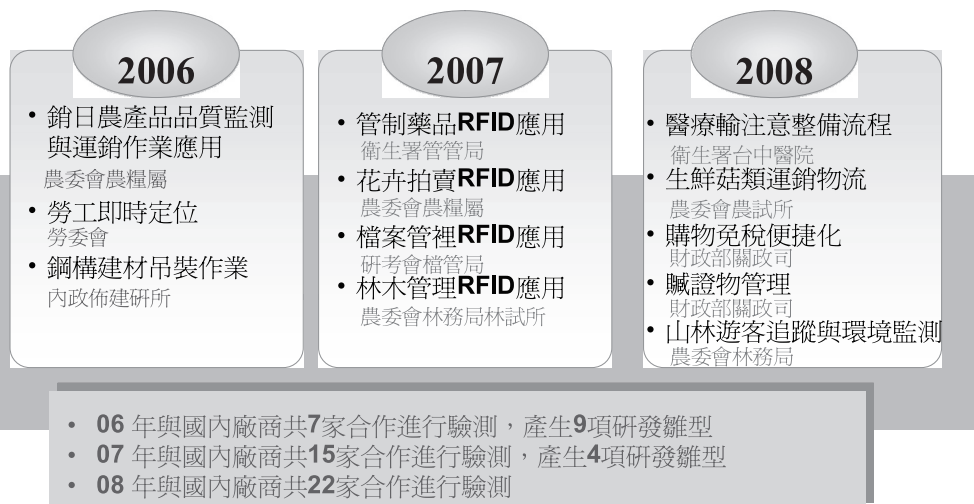 2006
• 銷日農產品品質監測
與運銷作業應用
農委會農糧屬
• 勞工即時定位
勞委會
• 鋼構建材吊裝作業
內政佈建研所
2007
• 管制藥品RFID應用
衛生署管管局
• 花卉拍賣RFID應用
農委會農糧屬
• 檔案管裡RFID應用
研考會檔管局
• 林木管理RFID應用
農委會林務局林試所
2008
• 醫療輸注意整備流程
衛生署台中醫院
• 生鮮菇類運銷物流
農委會農試所
• 購物免稅便捷化
財政部關政司
• 贓證物管理
財政部關政司
• 山林遊客追蹤與環境監測
農委會林務局
• 06 年與國內廠商共7家合作進行驗測，產生9項研發雛型
• 07 年與國內廠商共15家合作進行驗測，產生4項研發雛型
• 08 年與國內廠商共22家合作進行驗測